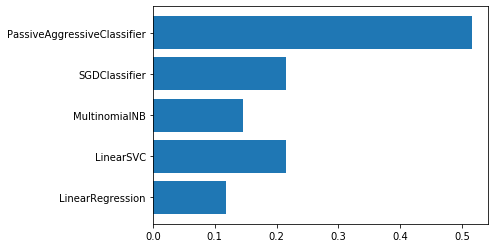 PassiveAggressiveClassifier
SGDClassifier
MultinomialNB
LinearSVC
LinearRegression
0.0 0.1 0.2 0.3 0.4 0.5